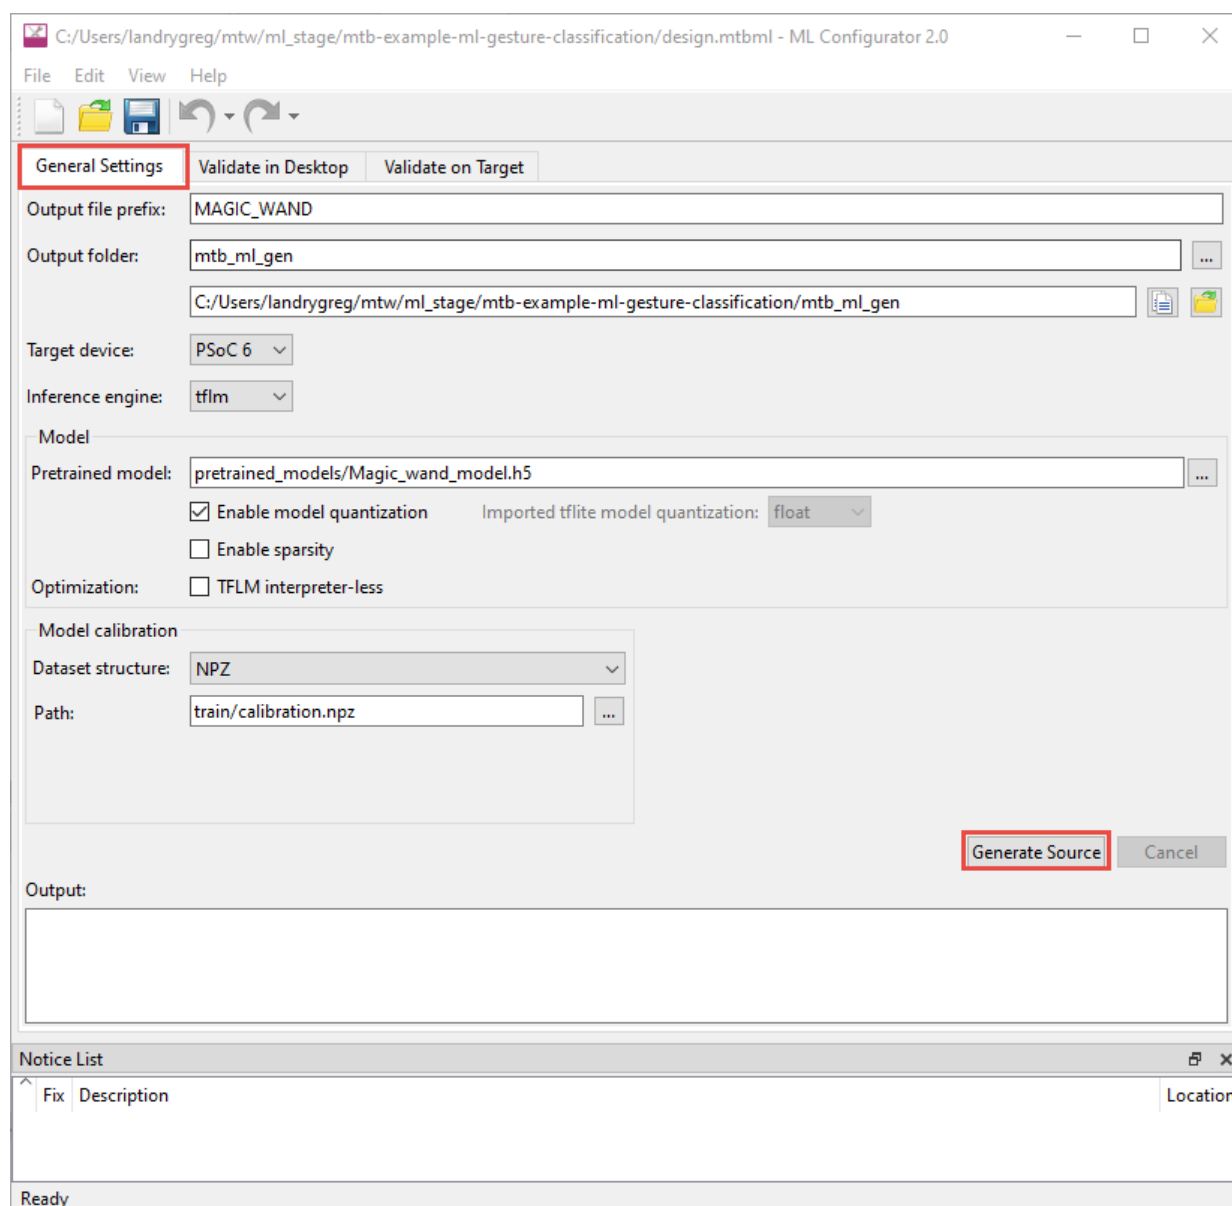 C:/Users/landrygreg/mtw/ml_stage/mtb-example-ml-gesture-classification/design.mtbml - ML Configurator 2.0
File Edit View Help
General Settings Validate in Desktop Validate on Target
Output file prefix: MAGIC_WAND
Output folder: mtb_ml_gen ...
C:/Users/landrygreg/mtw/ml_stage/mtb-example-ml-gesture-classification/mtb_ml_gen
Target device: PSoC 6
Inference engine: tflm
Model
Pretrained model: pretrained_models/Magic_wand_model.h5 ...
Enable model quantization Imported tflite model quantization: float
Enable sparsity
Optimization: TFLM interpreter-less
Model calibration
Dataset structure: NPZ
Path: train/calibration.npz ...
Generate Source Cancel
Output:
Notice List
Fix Description Location
Ready